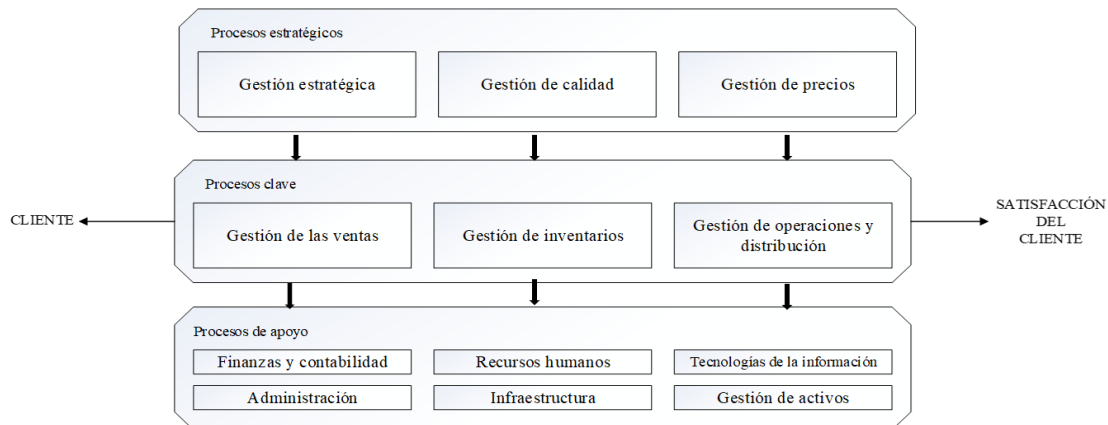 Procesos estratégicos
Gestión estratégica
Gestión de calidad
Gestión de precios
Procesos clave
CLIENTE
Gestión de las ventas
Gestión de inventarios
Gestión de operaciones y
distribución
SATISFACCIÓN
DEL
CLIENTE
Procesos de apoyo
Finanzas y contabilidad
Recursos humanos
Tecnologías de la información
Administración
Infraestructura
Gestión de activos